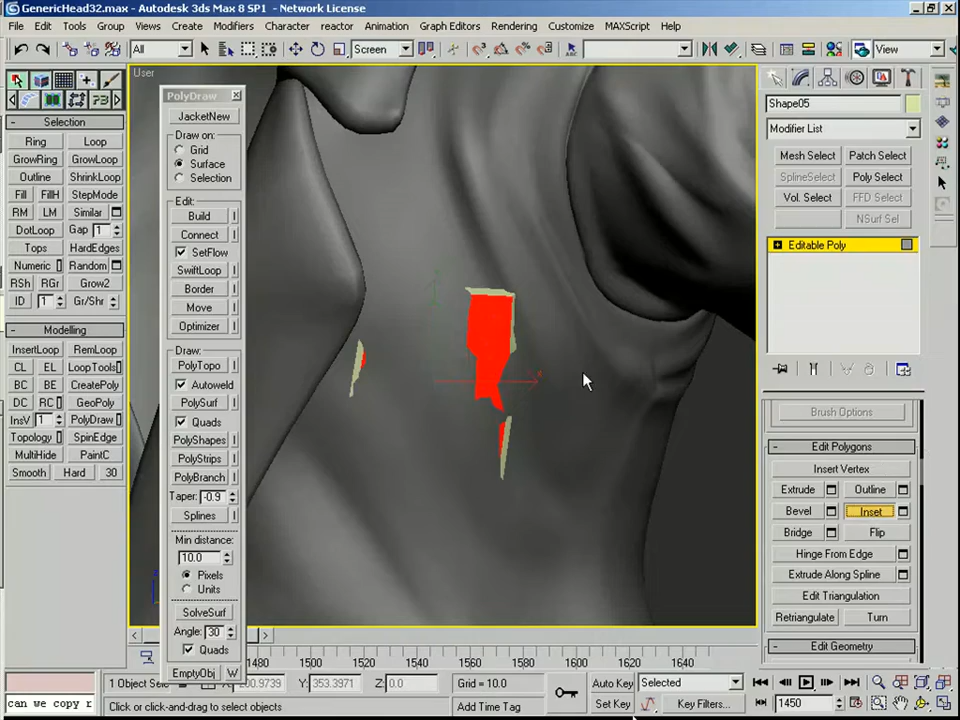 GenericHead32.max - Autodesk 3ds Max 8 SP1 - Network License
File Edit Tools Group Views Create Modifiers Character reactor Animation Graph Editors Rendering Customize MAXScript Help
All Screen View
User
PolyDraw
JacketNew
Draw on:
Grid
Surface
Selection
Edit:
Build
Connect
SetFlow
SwiftLoop
Border
Move
Optimizer
Draw:
PolyTopo
Autoweld
PolySurf
Quads
PolyShapes
PolyStrips
PolyBranch
Taper: -0.9
Splines
Min distance:
10.0
Pixels
Units
SolveSurf
Angle: 30
Quads
EmptyObj W
Selection
Ring Loop
GrowRing GrowLoop
Outline ShrinkLoop
Fill FillH StepMode
RM LM Similar
DotLoop Gap 1
Tops HardEdges
Numeric Random
RSh RGr Grow2
ID 1 Gr/Shr
Modelling
InsertLoop RemLoop
CL EL LoopTools
BC BE CreatePoly
DC RC GeoPoly
InsV 1 PolyDraw
Topology SpinEdge
MultiHide PaintC
Smooth Hard 30
Shape05
Modifier List
Mesh Select Patch Select
SplineSelect Poly Select
Vol. Select FFD Select
NSurf Sel
Editable Poly
Brush Options
Edit Polygons
Insert Vertex
Extrude Outline
Bevel Inset
Bridge Flip
Hinge From Edge
Extrude Along Spline
Edit Triangulation
Retriangulate Turn
Edit Geometry
1480 1500 1520 1540 1560 1580 1600 1620 1640
1 Object Sele Y: 353.3971 Z: 0.0 Grid = 10.0 Auto Key Selected
can we copy r Click or click-and-drag to select objects Add Time Tag Set Key Key Filters... 1450